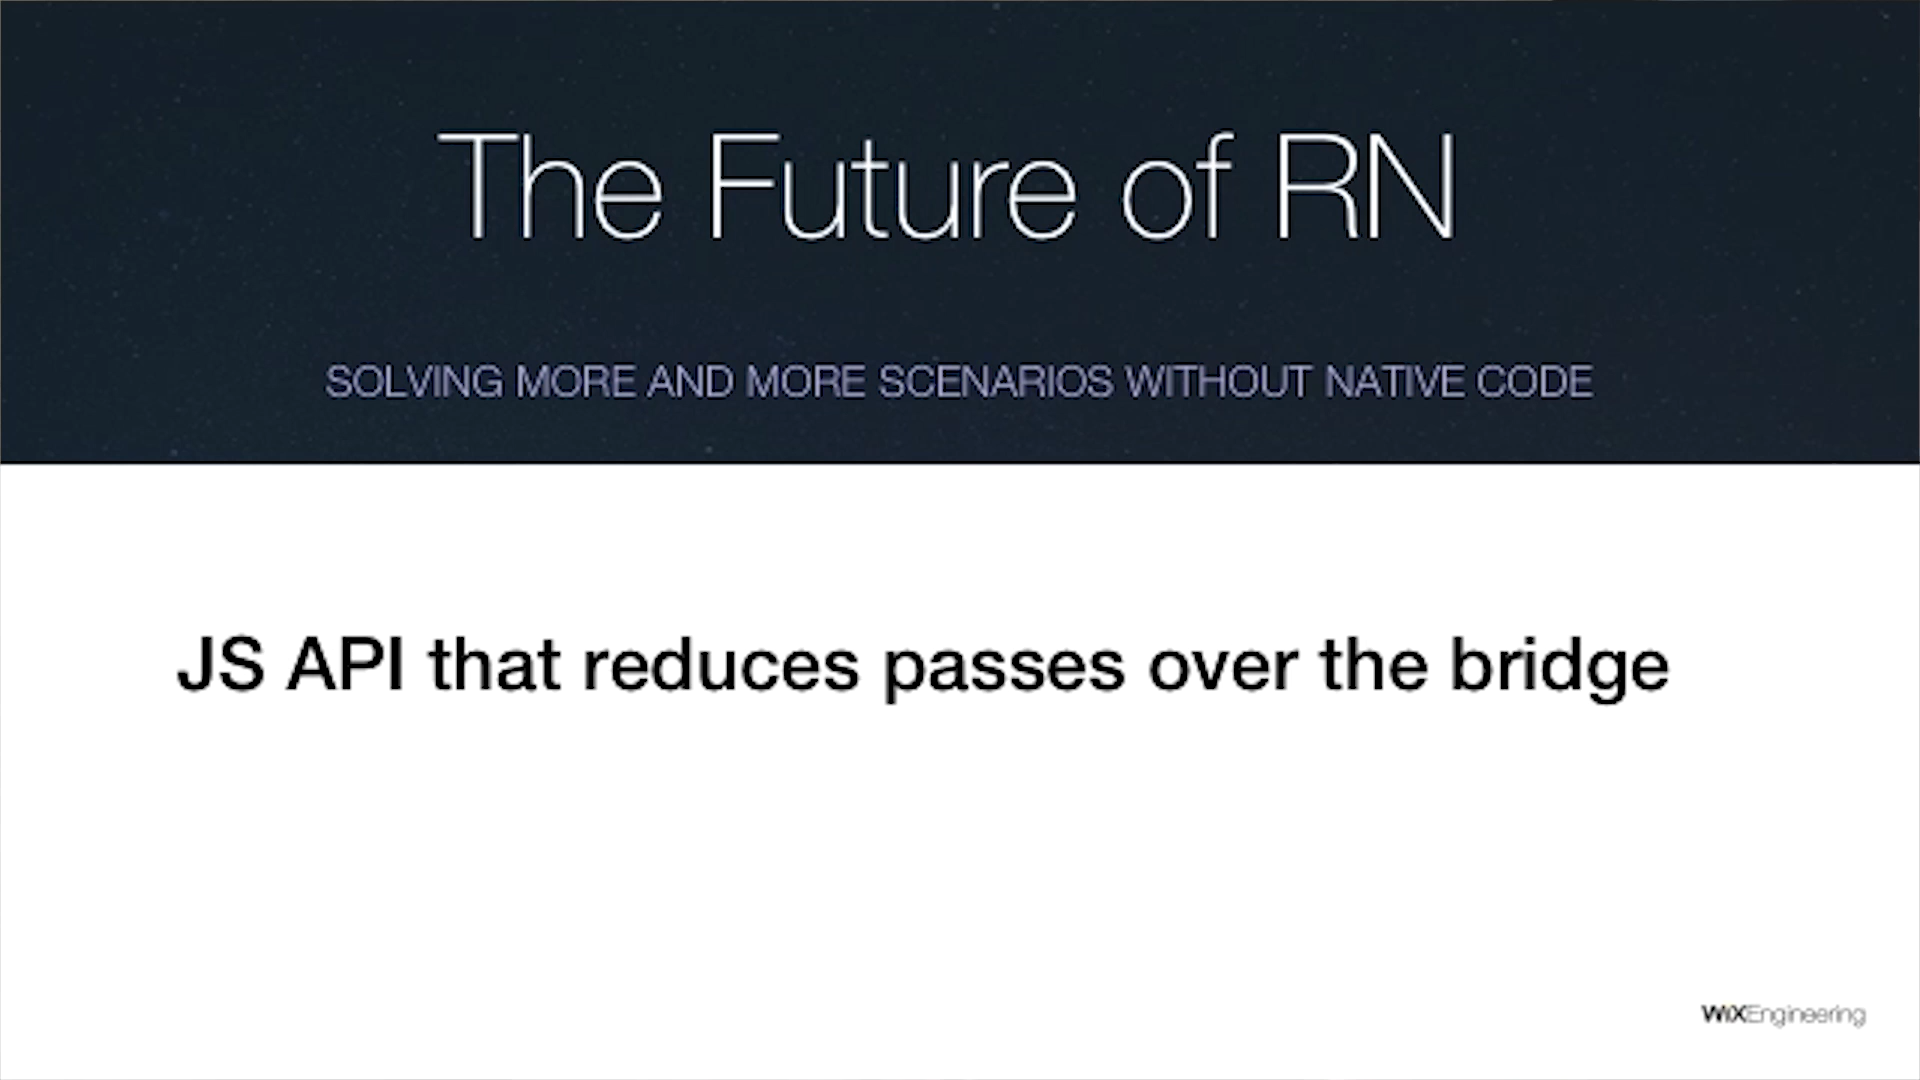 The Future of RN
SOLVING MORE AND MORE SCENARIOS WITHOUT NATIVE CODE
JS API that reduces passes over the bridge
WiXEngineering